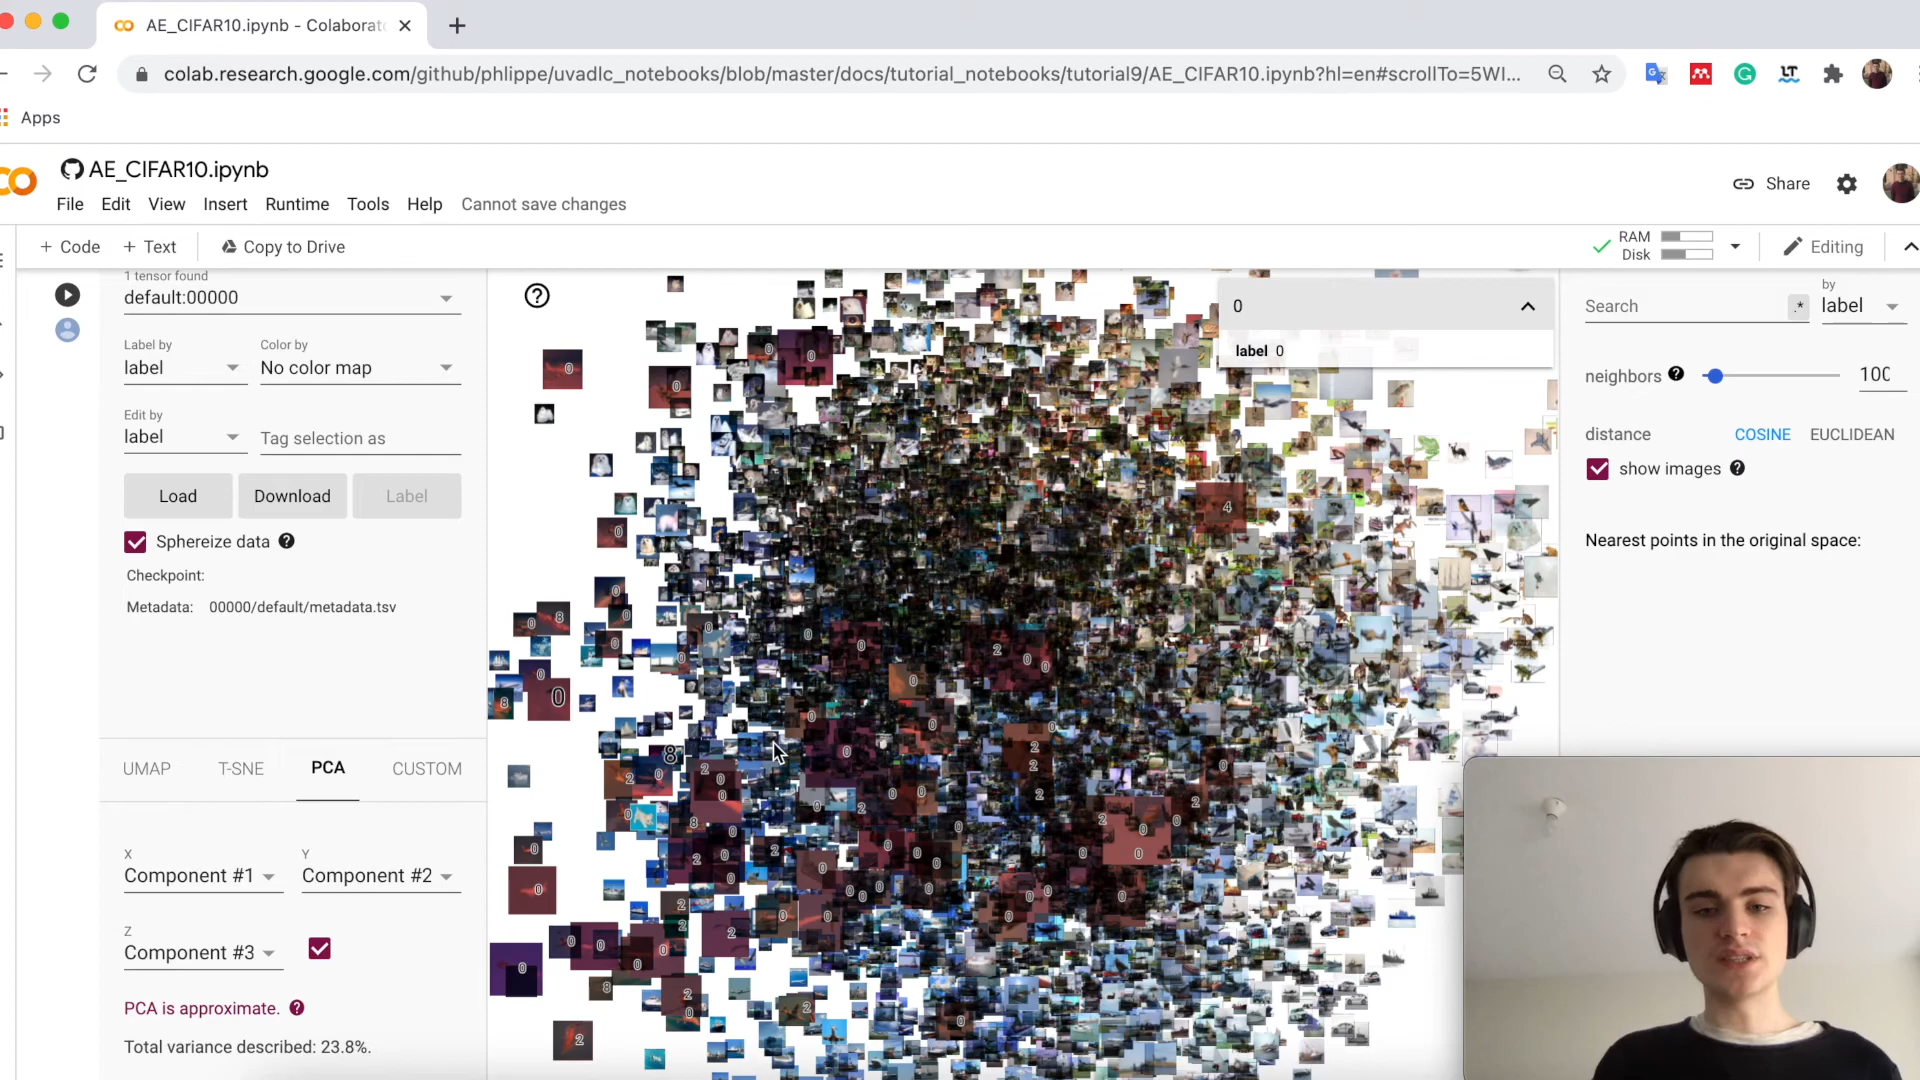 AE_CIFAR10.ipynb - Colaborato
colab.research.google.com/github/phlippe/uvadlc_notebooks/blob/master/docs/tutorial_notebooks/tutorial9/AE_CIFAR10.ipynb?hl=en#scrollTo=5WI...
Apps
AE_CIFAR10.ipynb
Share
File Edit View Insert Runtime Tools Help Cannot save changes
+ Code + Text Copy to Drive
RAM
Disk
Editing
1 tensor found
default:00000
Label by
label
Color by
No color map
Edit by
label
Tag selection as
Load Download Label
Sphereize data
Checkpoint:
Metadata: 00000/default/metadata.tsv
UMAP T-SNE PCA CUSTOM
X
Component #1
Y
Component #2
Z
Component #3
PCA is approximate.
Total variance described: 23.8%.
0
label 0
Search .*
by
label
neighbors 100
distance COSINE EUCLIDEAN
show images
Nearest points in the original space: